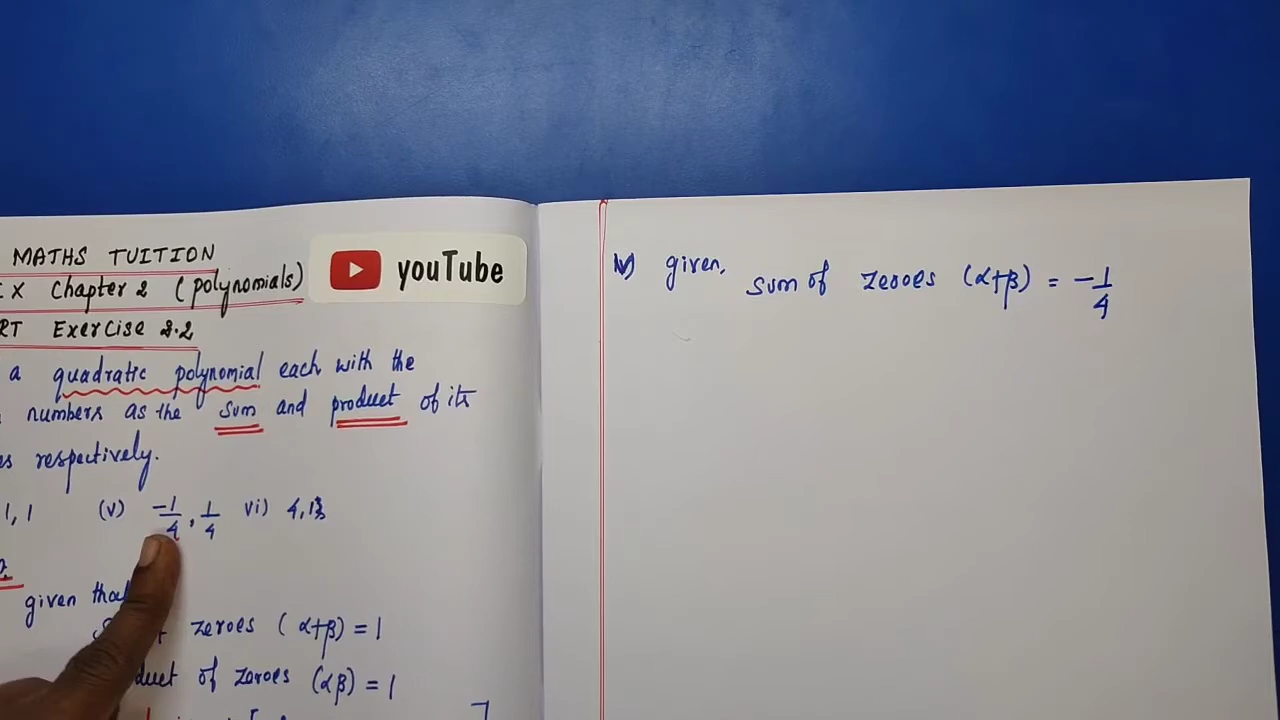 MATHS TUITION
X Chapter 2 (polynomials)
youTube
RT Exercise 2.2
a quadratic polynomial each with the
numbers as the sum and product of its
respectively.
1, 1 (v) -1/4, 1/4 vi) 4,1
given that
zeroes (α+β) = 1
duct of zeroes (αβ) = 1
v) given, sum of zeroes (α+β) = -1/4